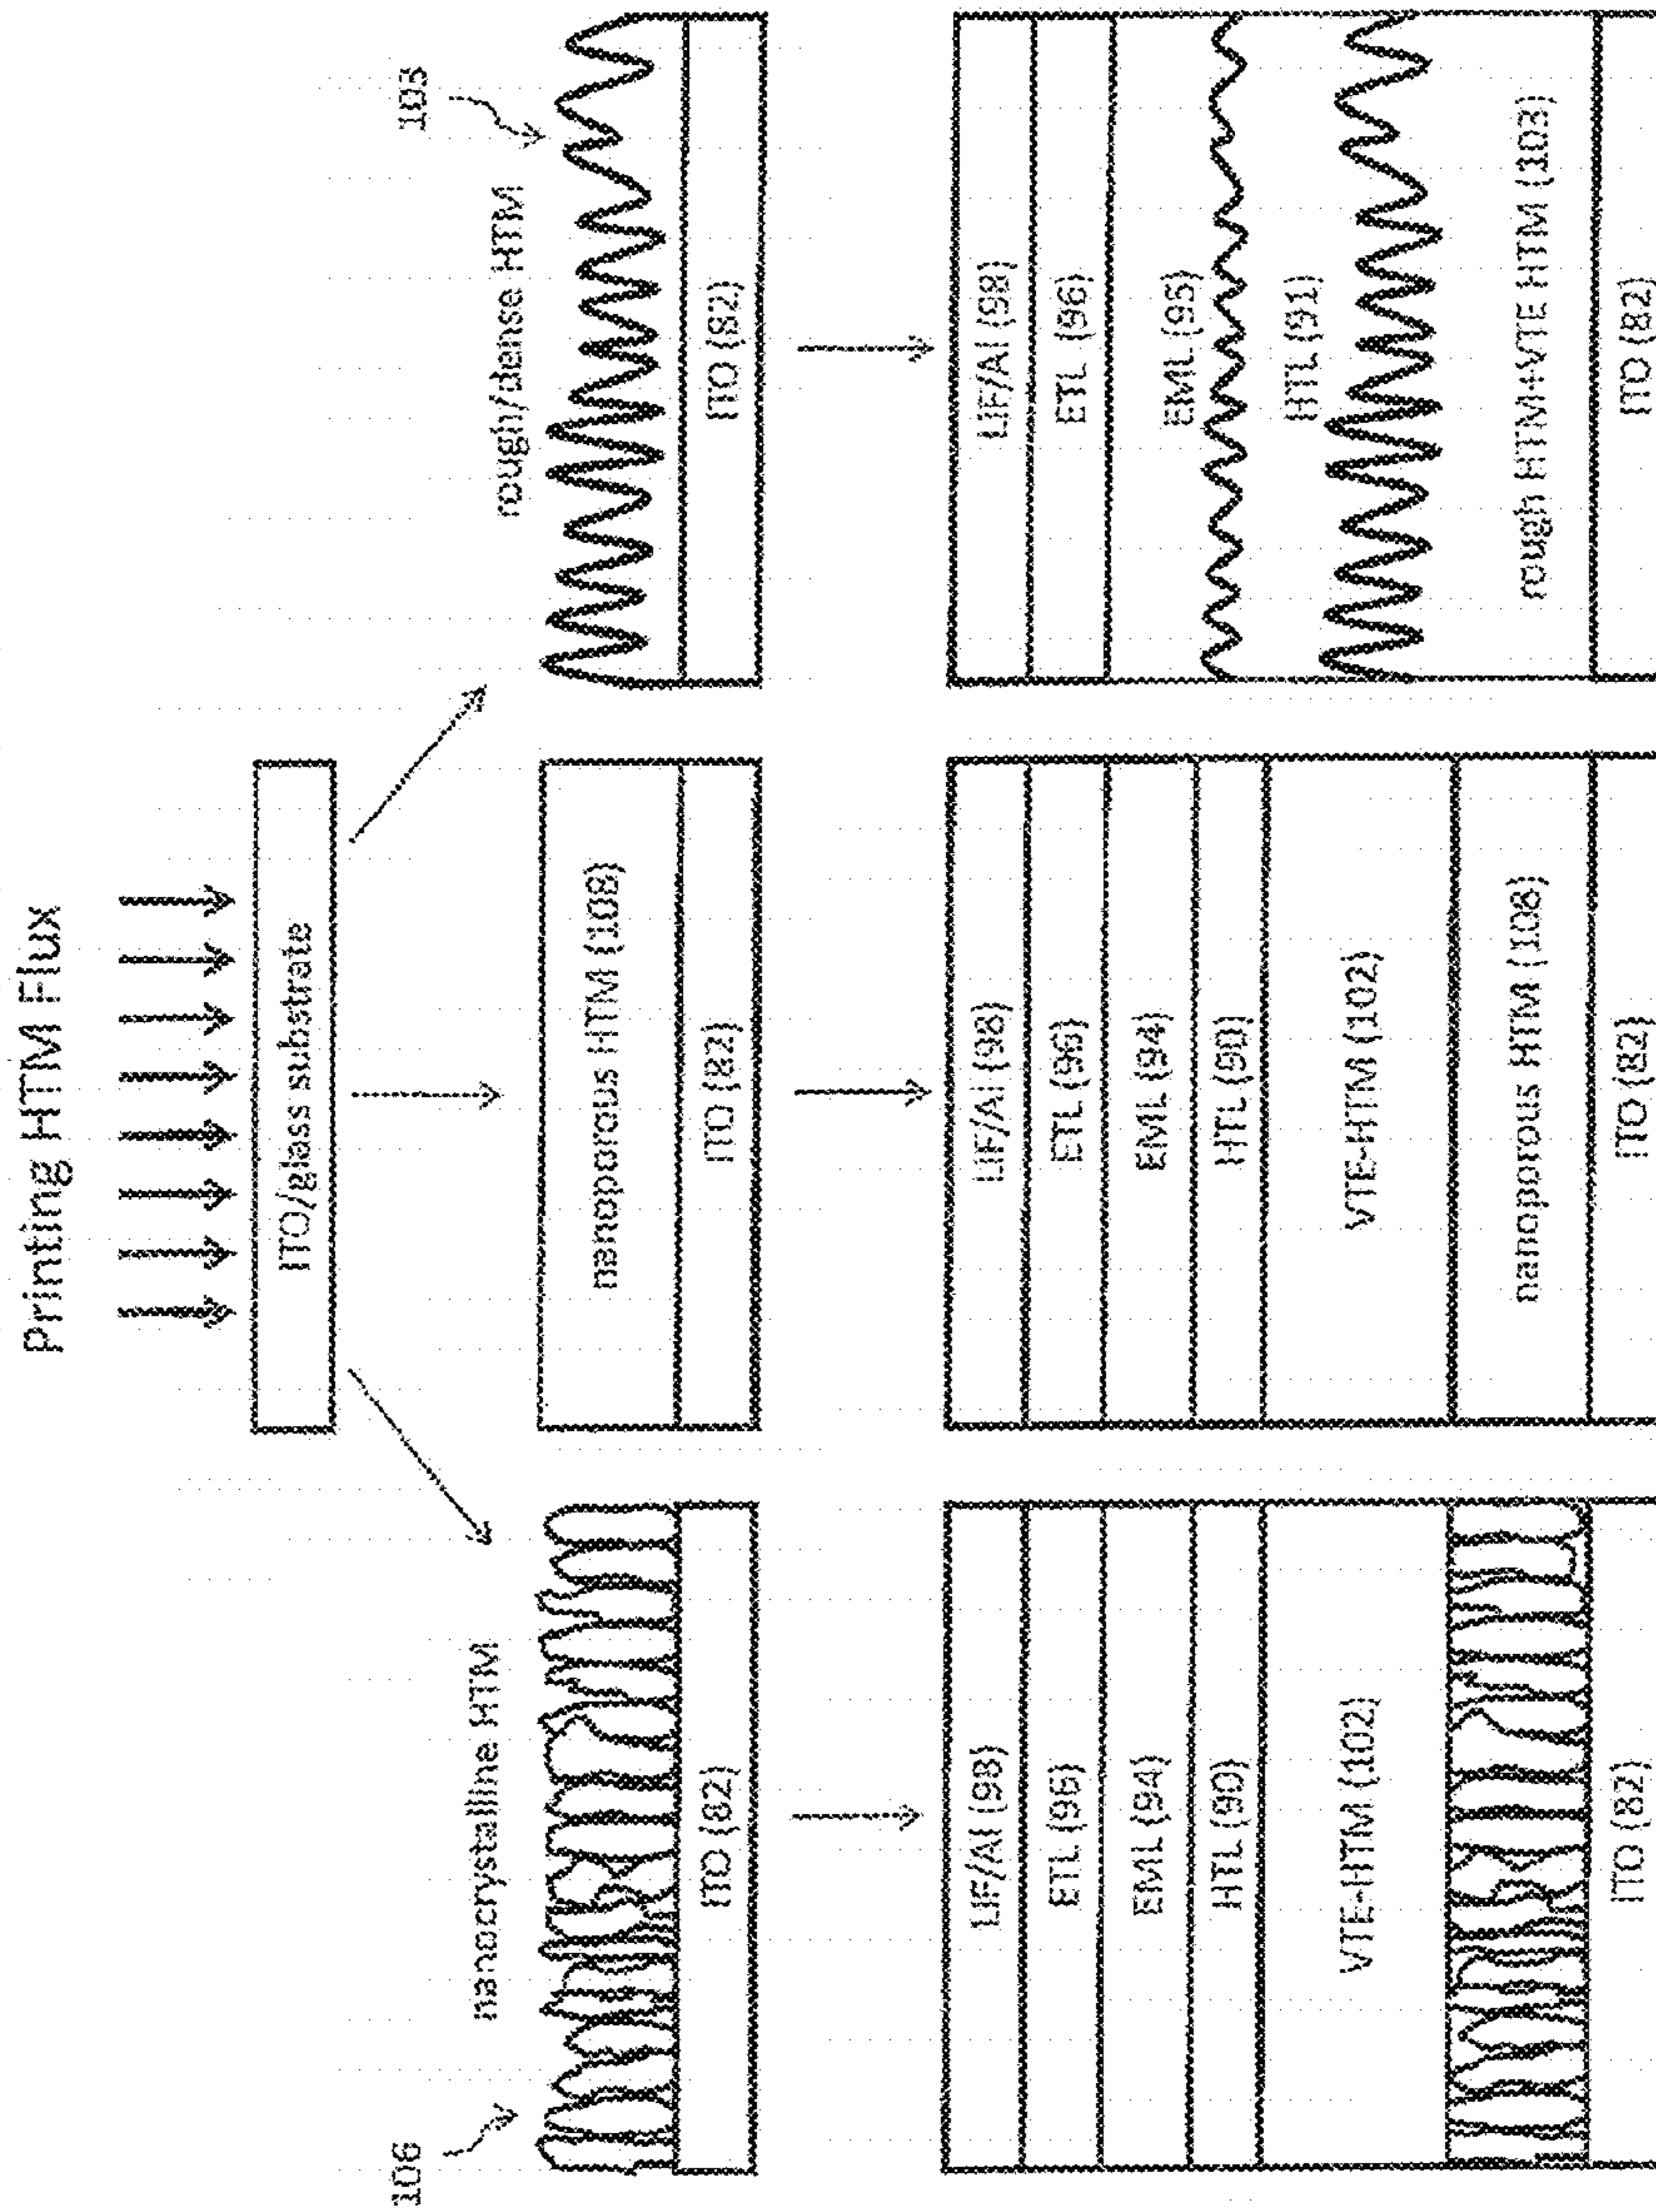 Printing HTM Flux
ITO/glass substrate
106
nanocrystalline HTM
ITO (82)
nanoporous HTM (108)
ITO (82)
103
rough/dense HTM
ITO (82)
LiF/Al (98)
ETL (96)
EML (94)
HTL (90)
VTE-HTM (102)
ITO (82)
LiF/Al (98)
ETL (96)
EML (94)
HTL (90)
VTE-HTM (102)
nanoporous HTM (108)
ITO (82)
LiF/Al (98)
ETL (96)
EML (95)
HTL (91)
rough HTM+VTE HTM (103)
ITO (82)